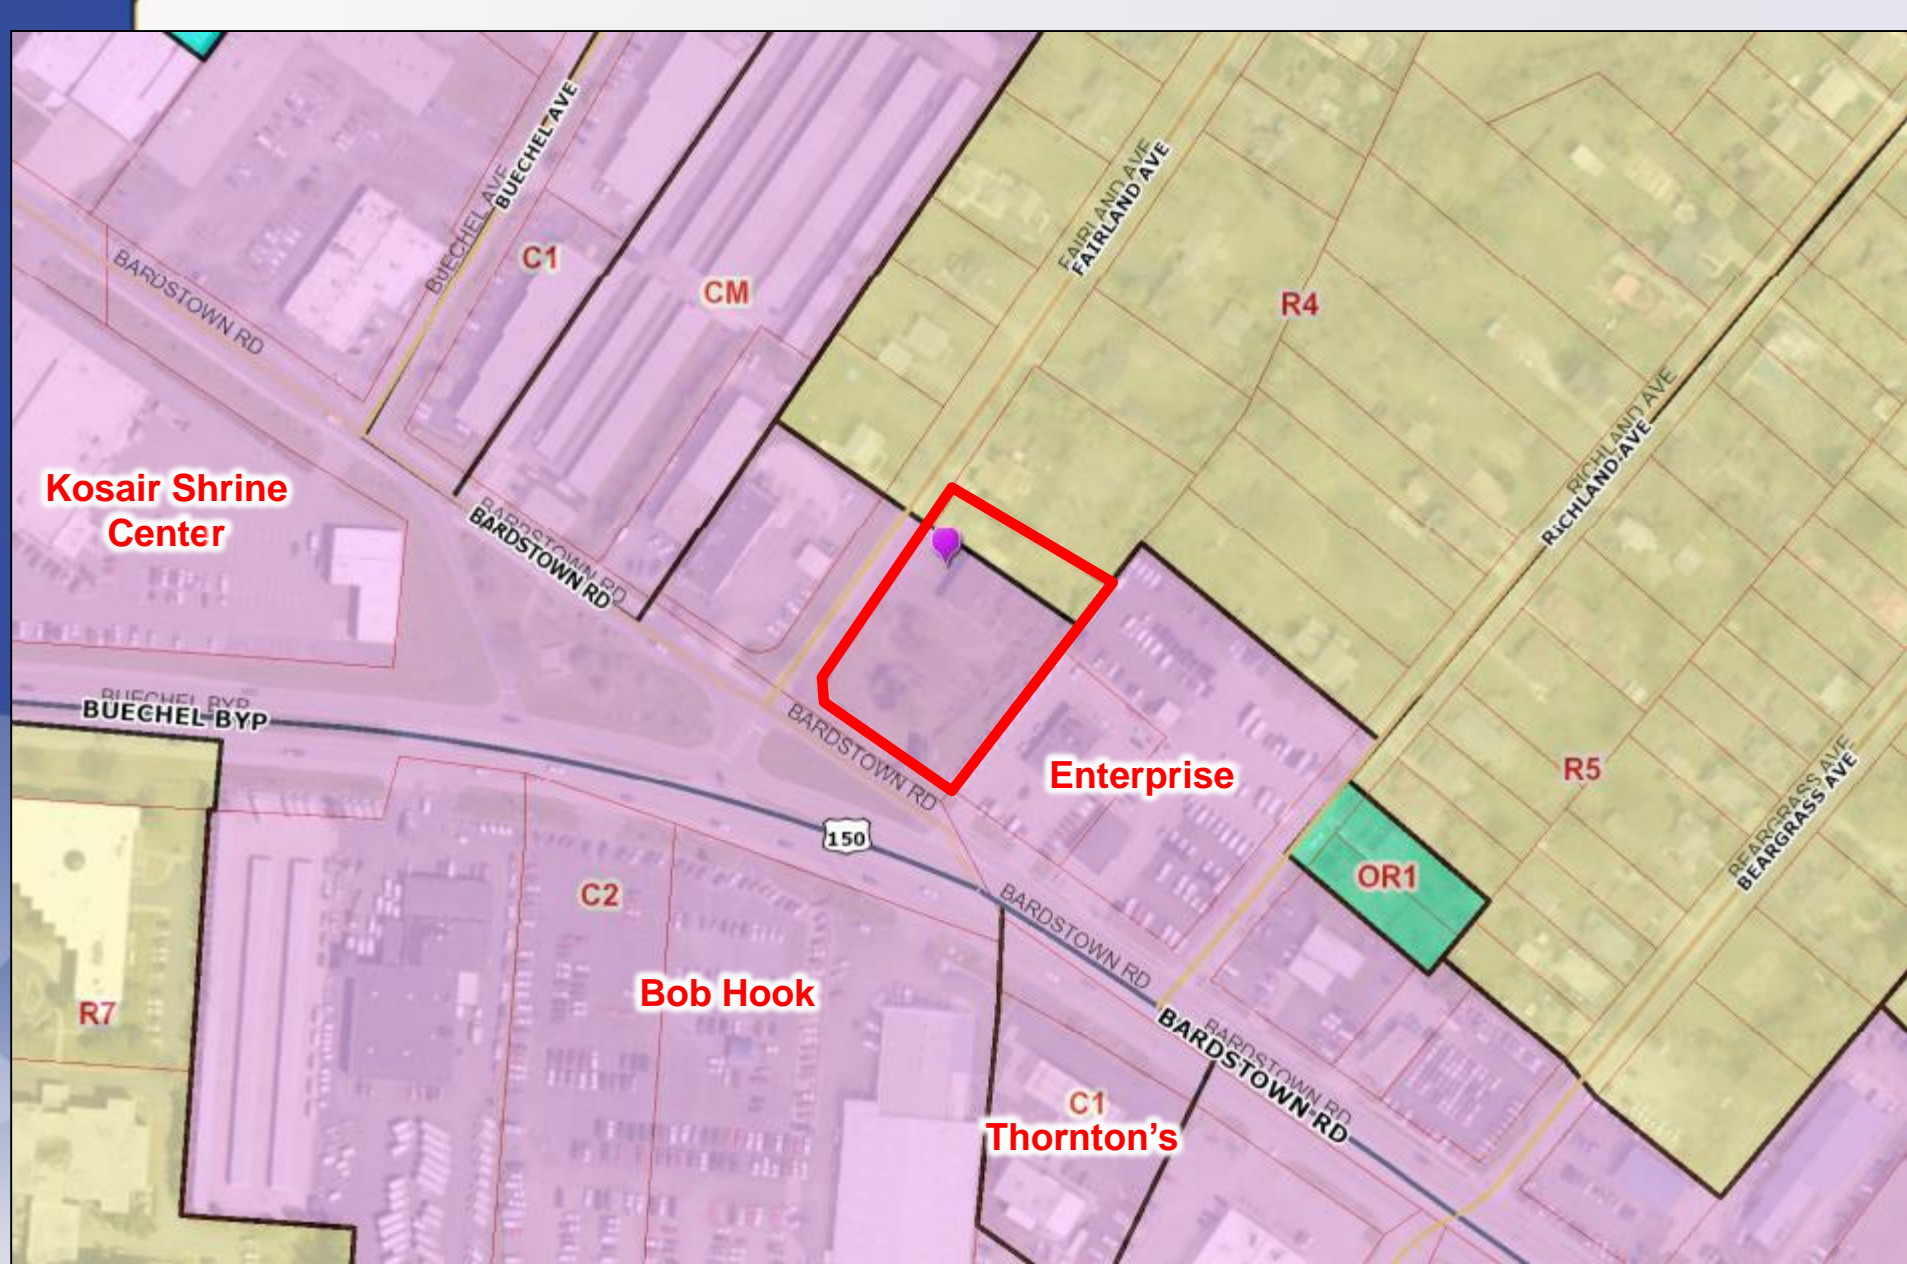 BUECHEL AVE
BUECHEL AVE
FAIRLAND AVE
FAIRLAND AVE
C1
BARDSTOWN RD
CM
R4
RICHLAND AVE
RICHLAND AVE
Kosair Shrine
Center
BARDSTOWN RD
BARDSTOWN RD
BUECHEL BYP
BUECHEL BYP
BARDSTOWN RD
Enterprise
R5
BEARGRASS AVE
BEARGRASS AVE
150
OR1
C2
BARDSTOWN RD
Bob Hook
R7
BARDSTOWN RD
BARDSTOWN RD
C1
Thornton's